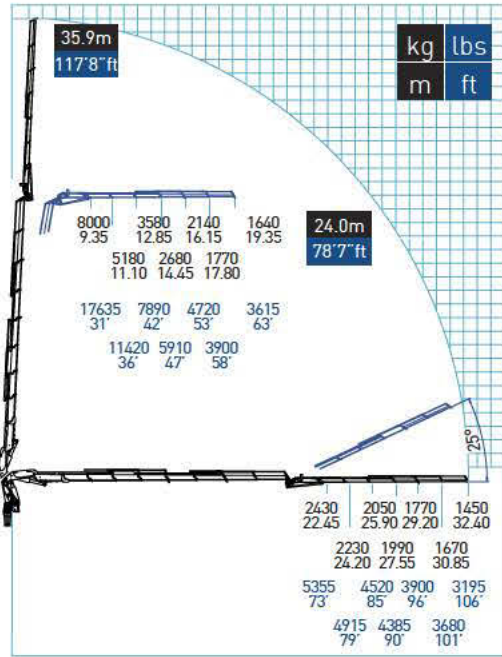 35.9m
117'8"ft
kg lbs
m ft
8000 3580 2140 1640
9.35 12.85 16.15 19.35
5180 2680 1770
11.10 14.45 17.80
17635 7890 4720 3615
31' 42' 53' 63'
11420 5910 3900
36' 47' 58'
24.0m
78'7"ft
25°
2430 2050 1770 1450
22.45 25.90 29.20 32.40
2230 1990 1670
24.20 27.55 30.85
5355 4520 3900 3195
73' 85' 96' 106'
4915 4385 3680
79' 90' 101'